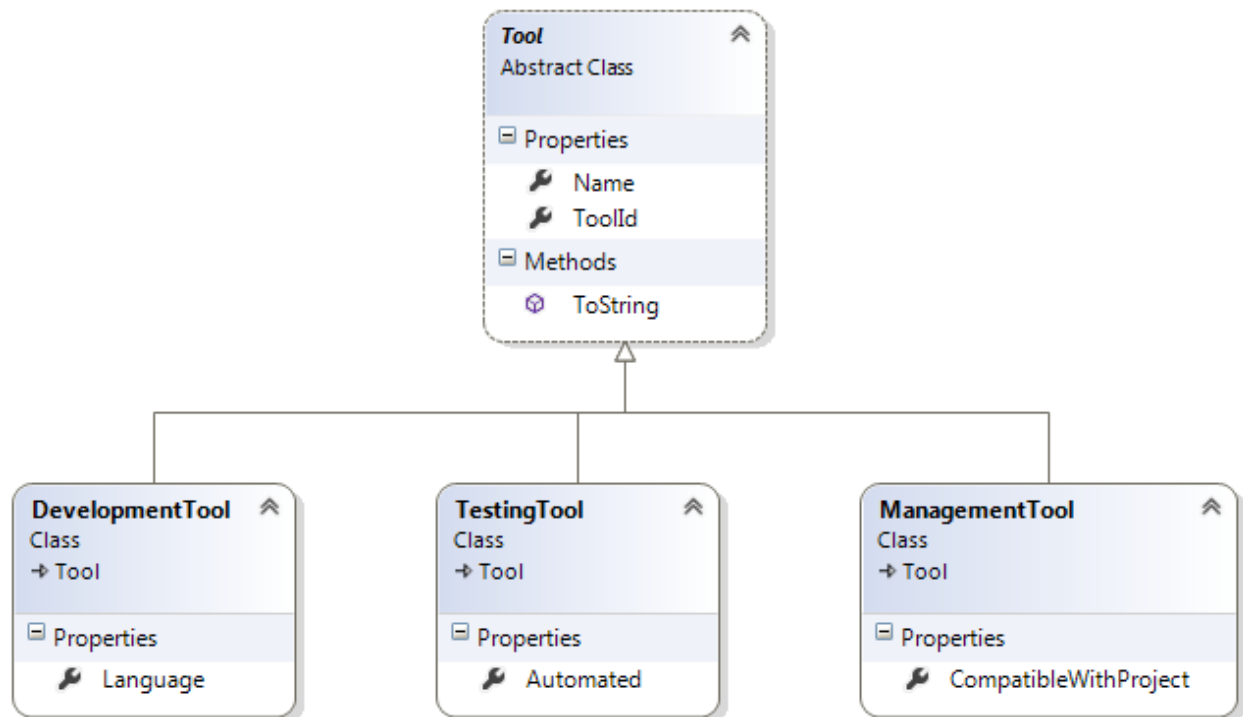 Tool
Abstract Class
Properties
Name
ToolId
Methods
ToString
DevelopmentTool
Class
Tool
Properties
Language
TestingTool
Class
Tool
Properties
Automated
ManagementTool
Class
Tool
Properties
CompatibleWithProject